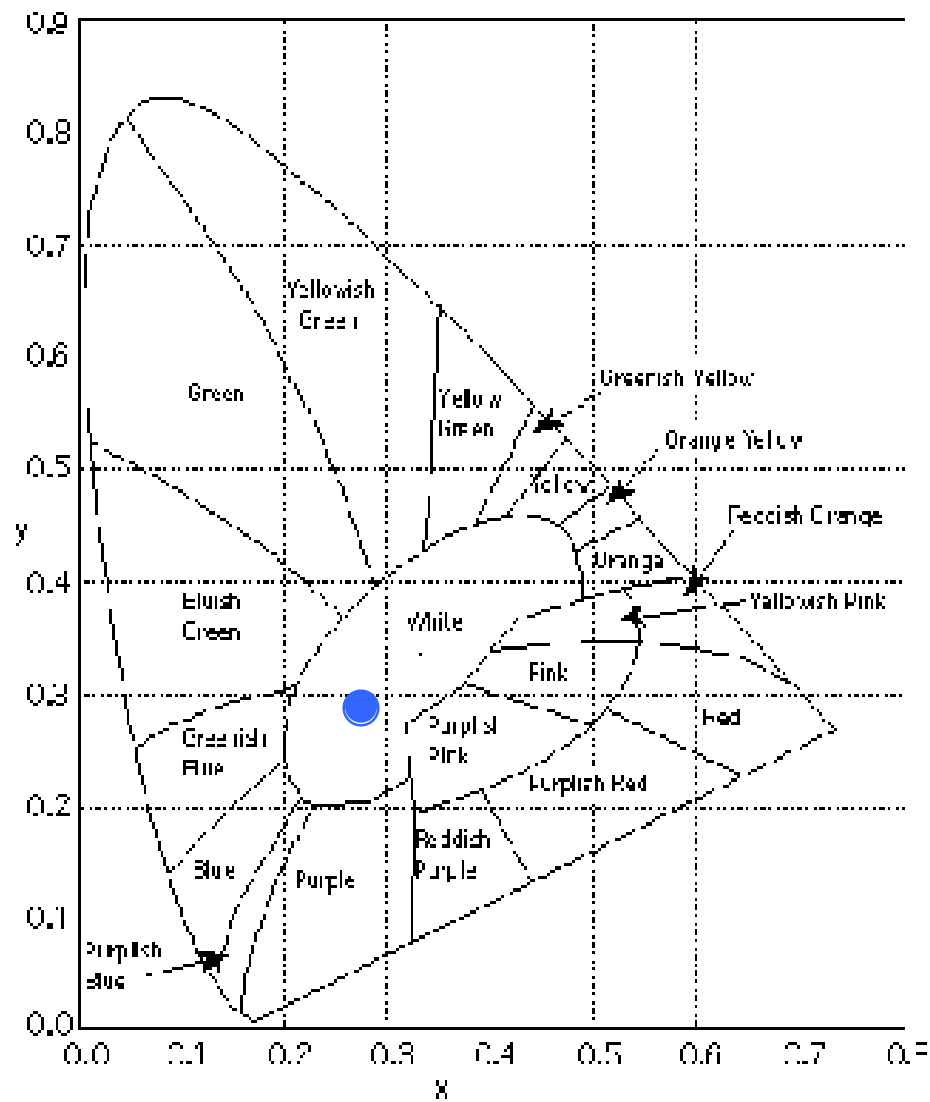 0.9
0.8
0.7
Yellowish
Green
0.6
Greenish Yellow
Green
Yellow
Green
Orange Yellow
0.5
Yellow
Reddish Orange
y
Orange
0.4
Bluish
Green
Yellowish Pink
White
Pink
0.3
Red
Greenish
Blue
Purplish
Pink
Purplish Red
0.2
Reddish
Purple
Blue
Purple
0.1
Purplish
Blue
0.0
0.0 0.1 0.2 0.3 0.4 0.5 0.6 0.7
x